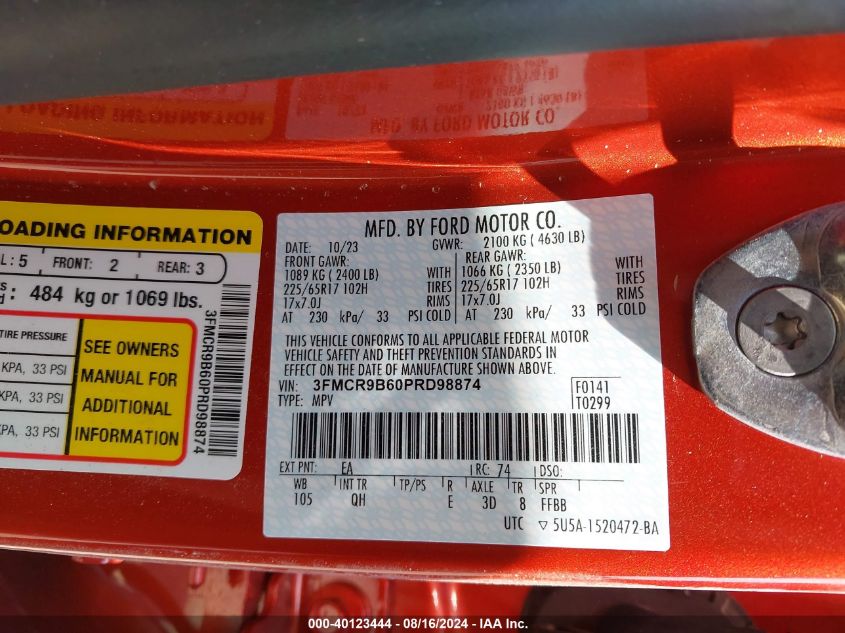 LOADING INFORMATION
MFD. BY FORD MOTOR CO.
OADING INFORMATION
L: 5 FRONT: 2 REAR: 3
: 484 kg or 1069 lbs.
TIRE PRESSURE
KPA, 33 PSI
KPA, 33 PSI
SEE OWNERS
MANUAL FOR
ADDITIONAL
INFORMATION
3FMCR9B60PRD98874
MFD. BY FORD MOTOR CO.
DATE: 10/23 GVWR: 2100 KG ( 4630 LB)
FRONT GAWR: REAR GAWR:
1089 KG ( 2400 LB) WITH 1066 KG ( 2350 LB) WITH
225/65R17 102H TIRES 225/65R17 102H TIRES
17x7.0J RIMS 17x7.0J RIMS
AT 230 kPa/ 33 PSI COLD AT 230 kPa/ 33 PSI COLD
THIS VEHICLE CONFORMS TO ALL APPLICABLE FEDERAL MOTOR
VEHICLE SAFETY AND THEFT PREVENTION STANDARDS IN
EFFECT ON THE DATE OF MANUFACTURE SHOWN ABOVE.
VIN: 3FMCR9B60PRD98874 F0141
TYPE: MPV T0299
EXT PNT: EA RC: 74 DSO:
WB INT TR TP/PS R AXLE TR SPR
105 QH E 3D 8 FFBB
UTC ▽ 5U5A-1520472-BA
000-40123444 - 08/16/2024 - IAA Inc.